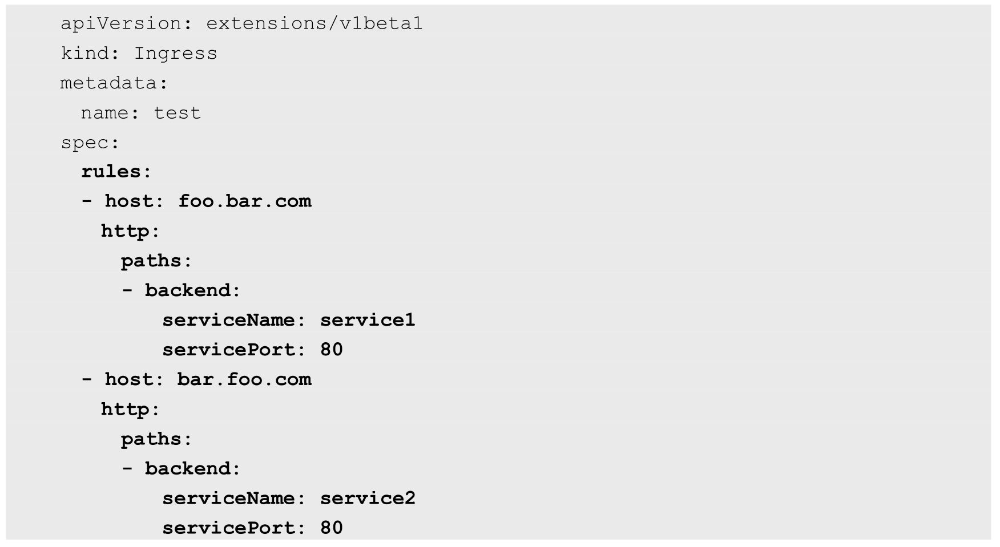 apiVersion: extensions/v1beta1
kind: Ingress
metadata:
  name: test
spec:
  rules:
  - host: foo.bar.com
    http:
      paths:
      - backend:
          serviceName: service1
          servicePort: 80
  - host: bar.foo.com
    http:
      paths:
      - backend:
          serviceName: service2
          servicePort: 80